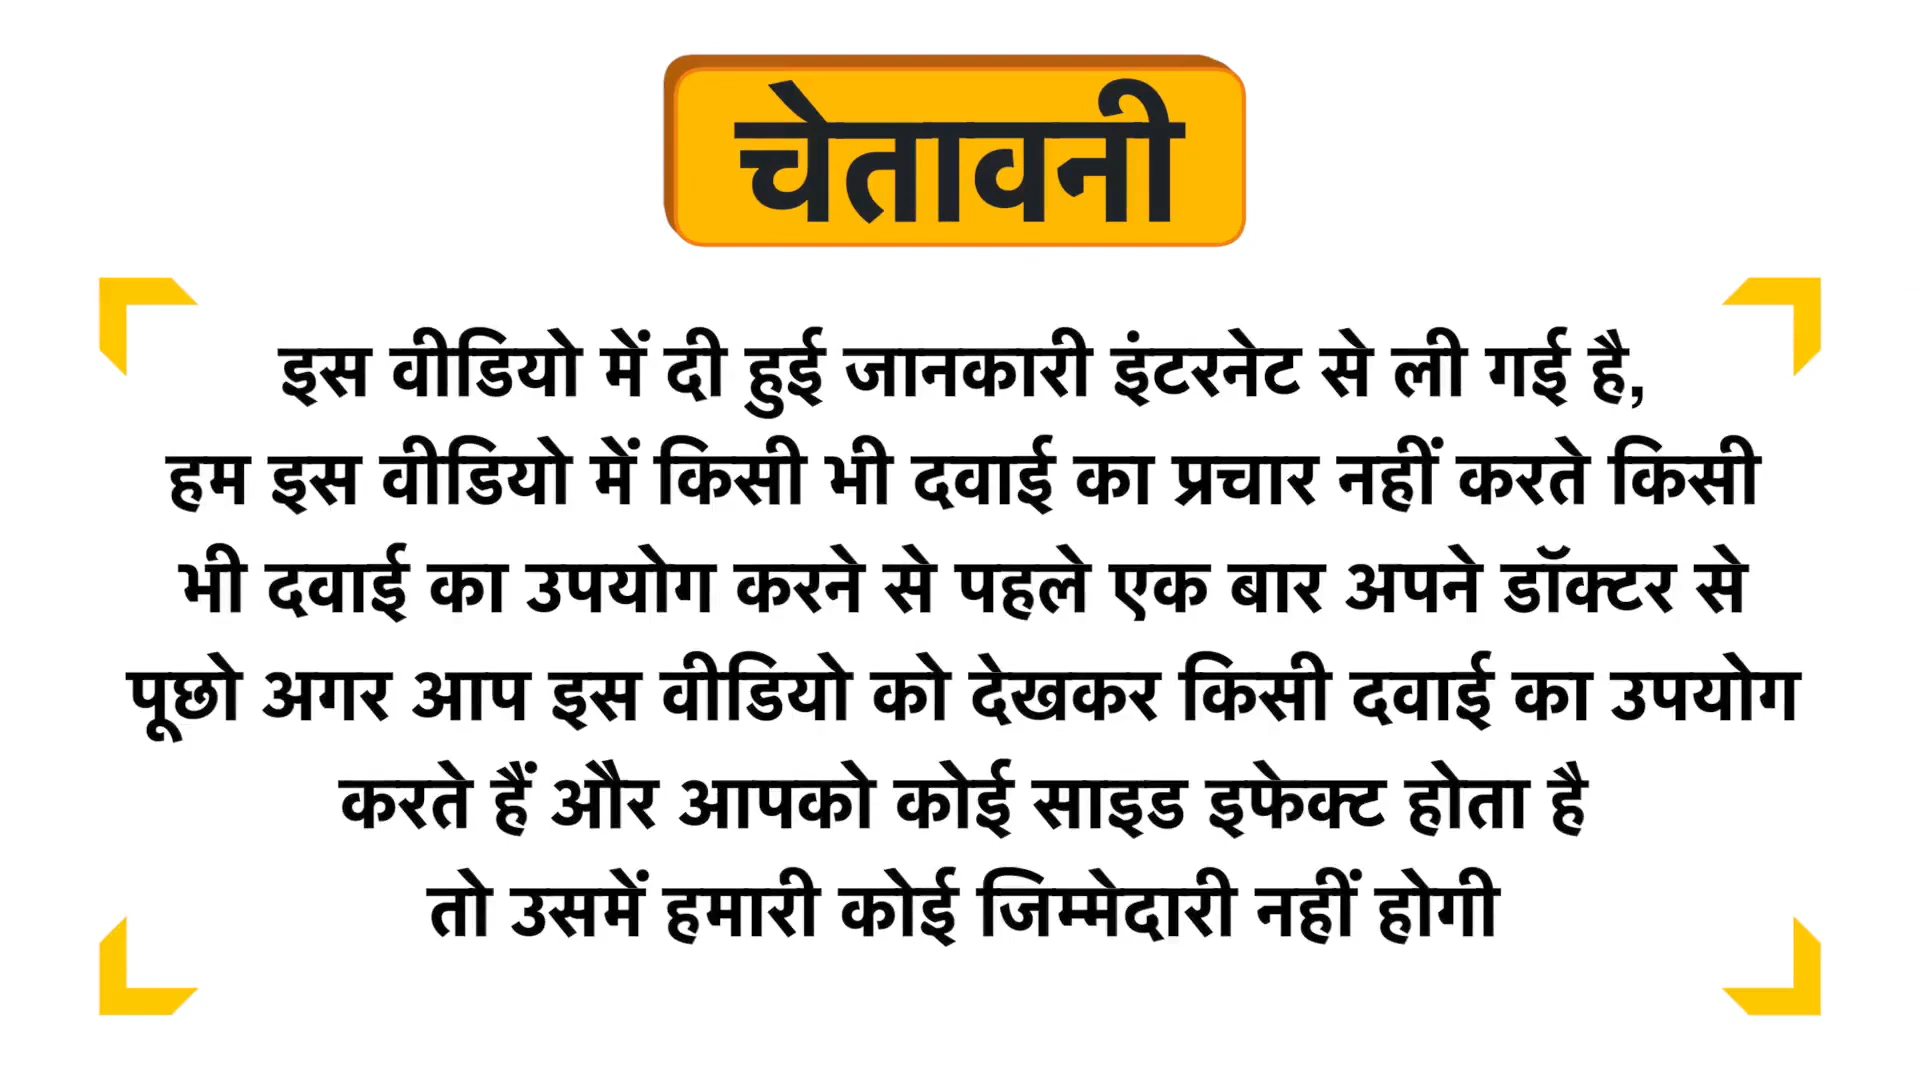 चेतावनी
इस वीडियो में दी हुई जानकारी इंटरनेट से ली गई है,
हम इस वीडियो में किसी भी दवाई का प्रचार नहीं करते किसी
भी दवाई का उपयोग करने से पहले एक बार अपने डॉक्टर से
पूछो अगर आप इस वीडियो को देखकर किसी दवाई का उपयोग
करते हैं और आपको कोई साइड इफेक्ट होता है
तो उसमें हमारी कोई जिम्मेदारी नहीं होगी